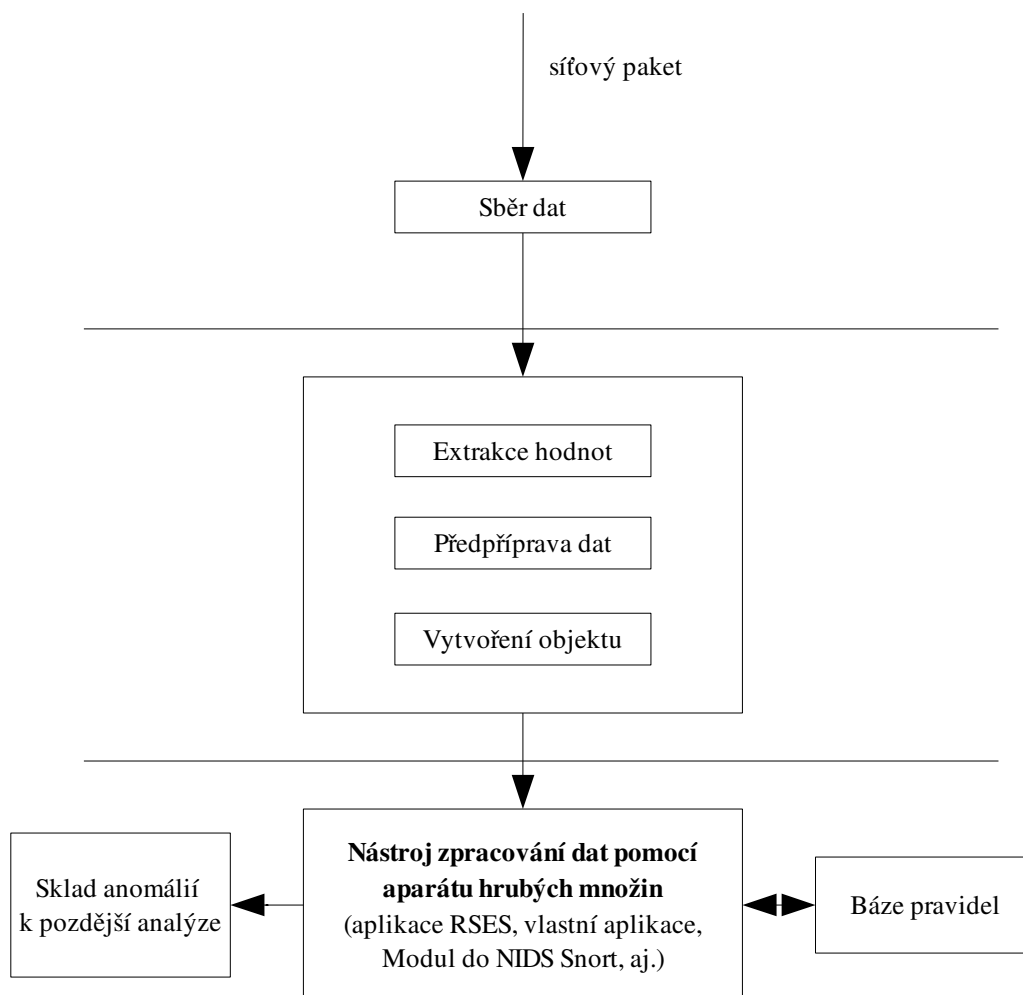 síťový paket
Sběr dat
Extrakce hodnot
Předpříprava dat
Vytvoření objektu
Nástroj zpracování dat pomocí
aparátu hrubých množin
(aplikace RSES, vlastní aplikace,
Modul do NIDS Snort, aj.)
Sklad anomálií
k pozdější analýze
Báze pravidel